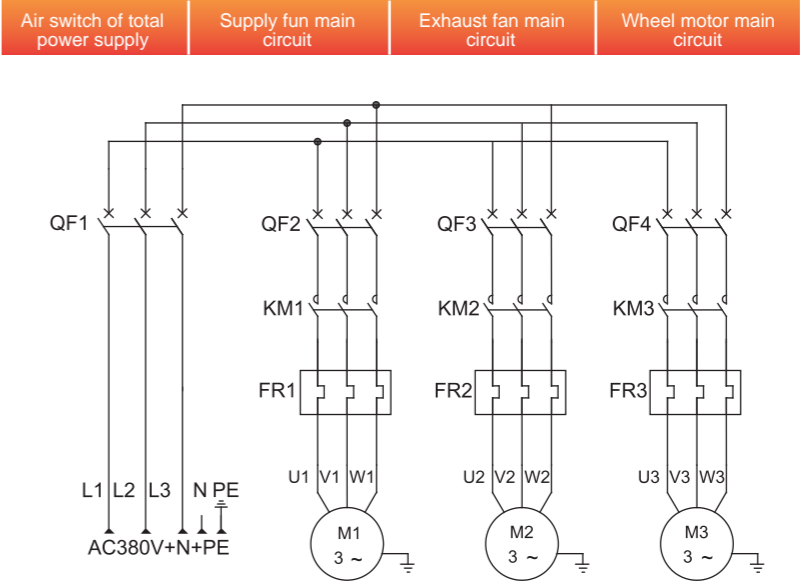 Air switch of total
power supply
Supply fun main
circuit
Exhaust fan main
circuit
Wheel motor main
circuit
QF1
QF2
QF3
QF4
KM1
KM2
KM3
FR1
FR2
FR3
L1 L2 L3 N PE
U1 V1 W1
U2 V2 W2
U3 V3 W3
AC380V+N+PE
M1
3 ~
M2
3 ~
M3
3 ~